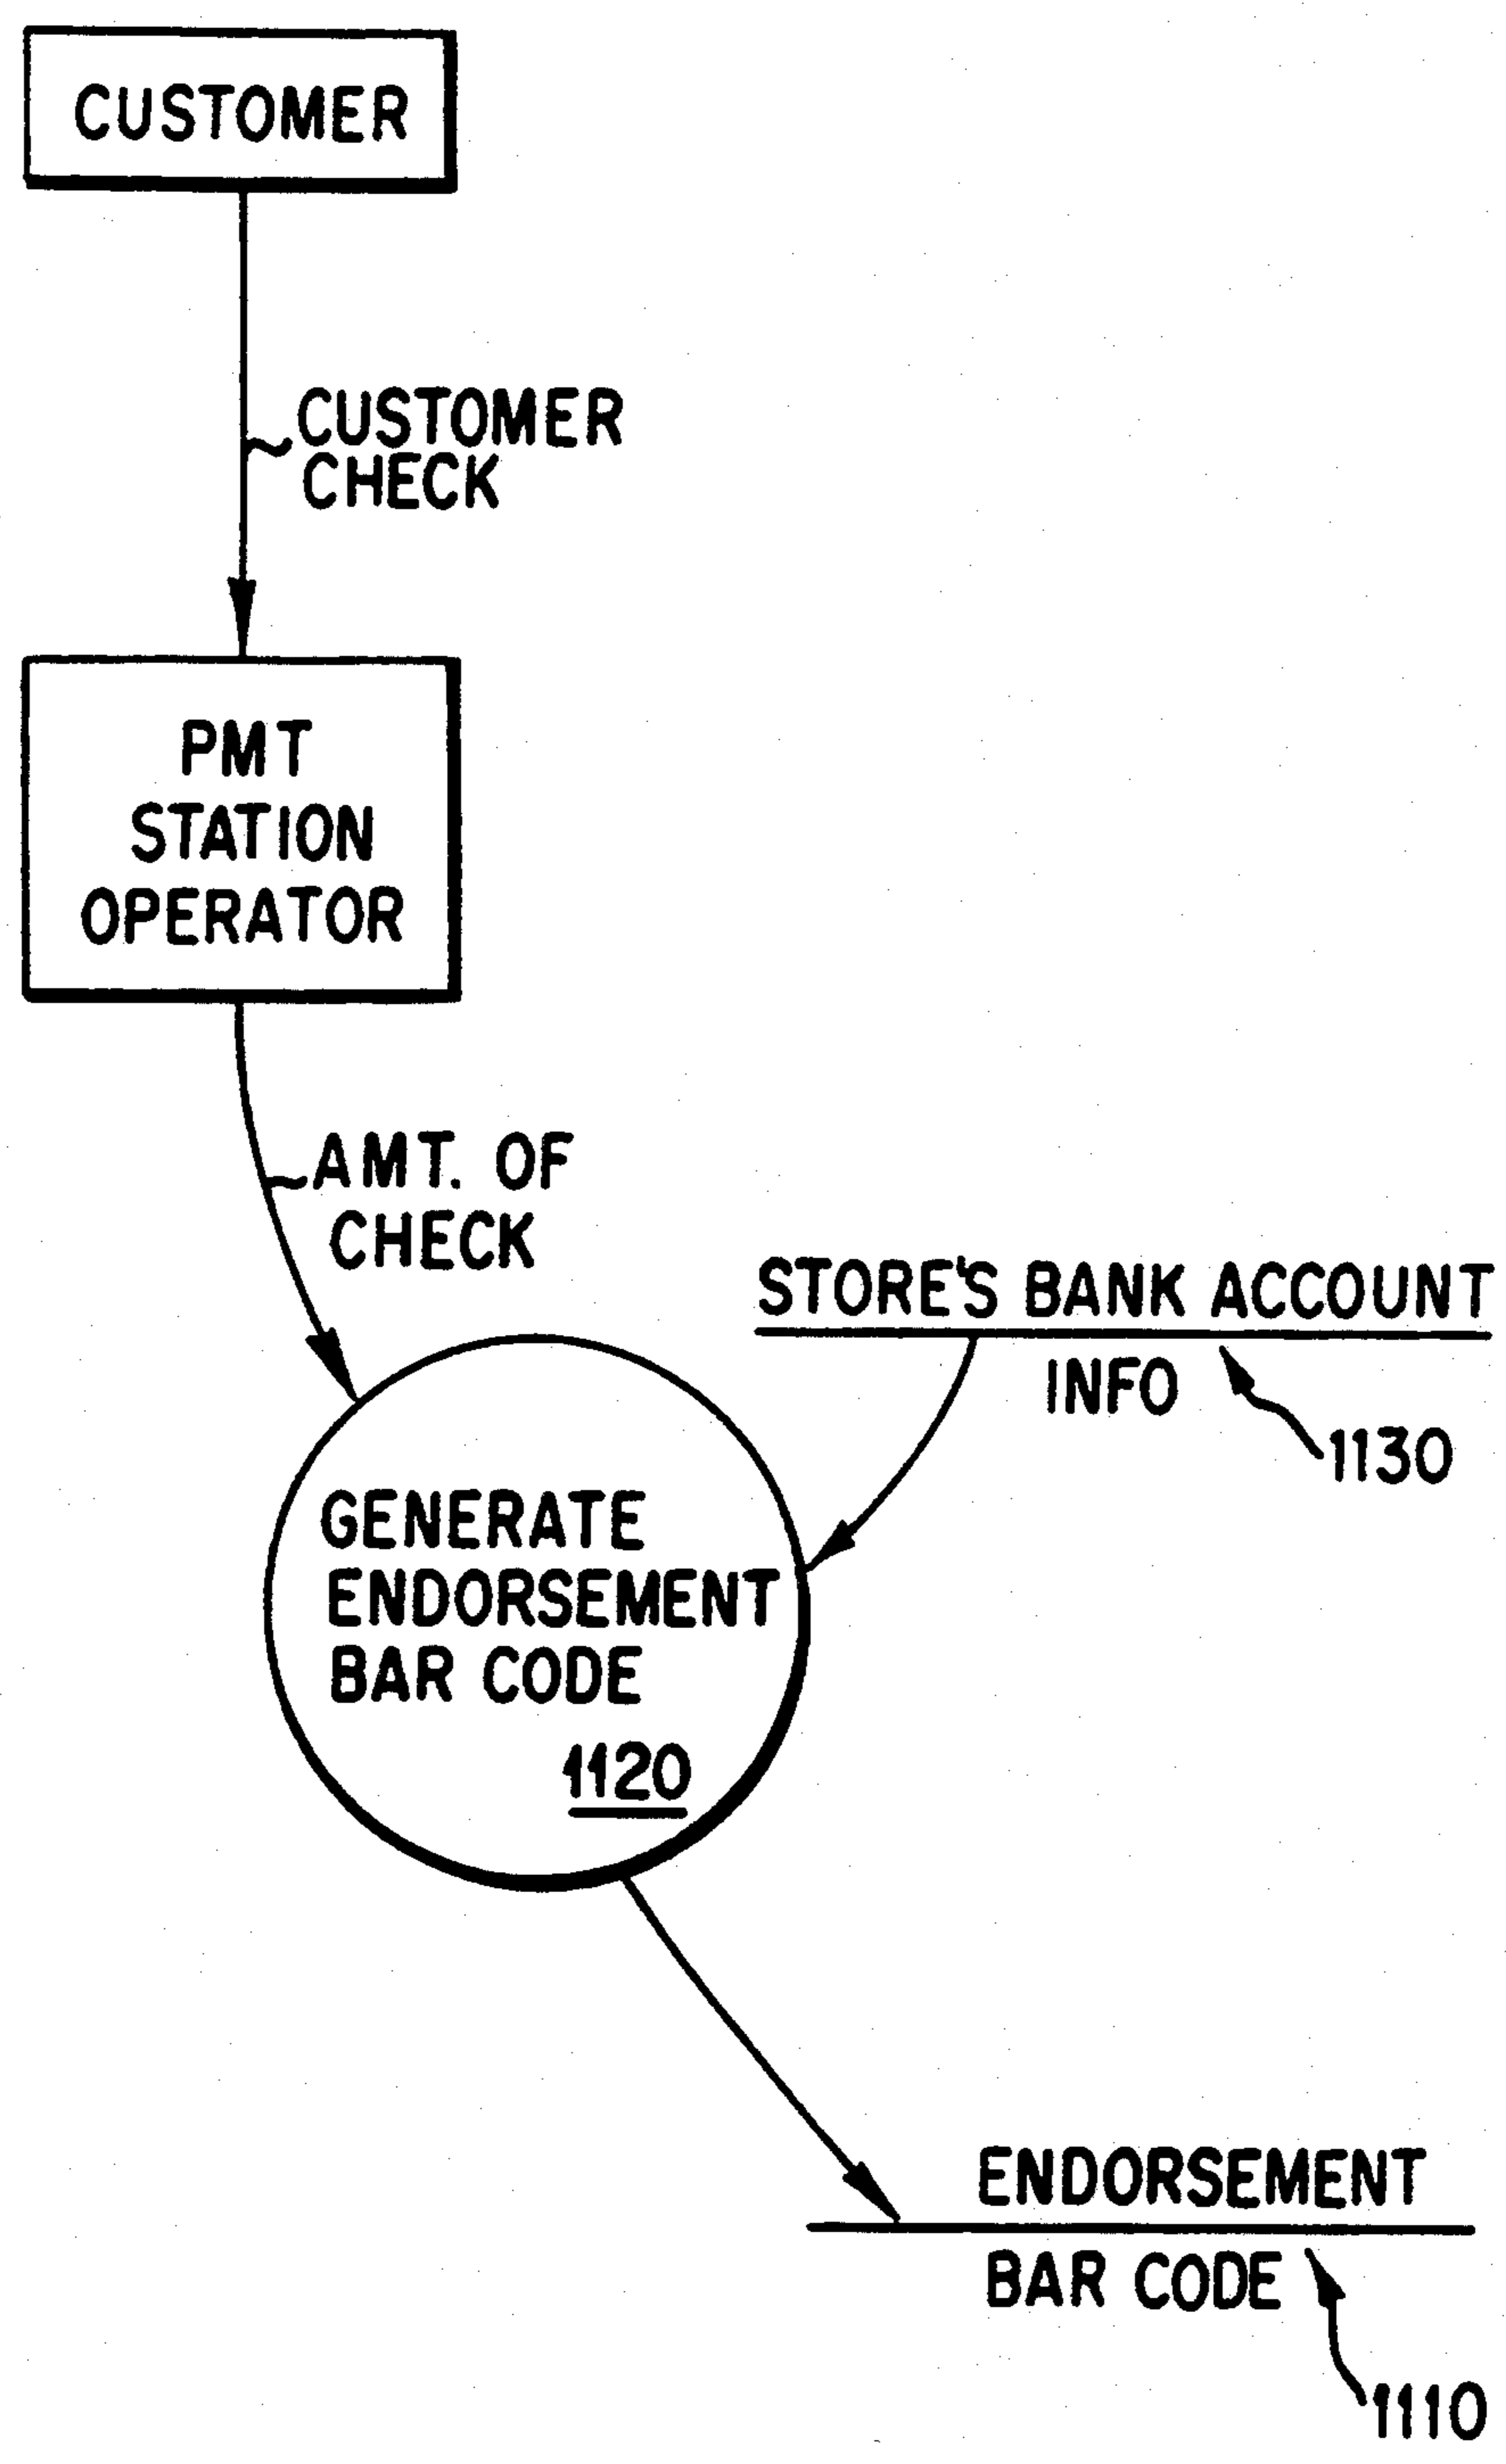 CUSTOMER
CUSTOMER
CHECK
PMT
STATION
OPERATOR
AMT. OF
CHECK
STORE'S BANK ACCOUNT
INFO
1130
GENERATE
ENDORSEMENT
BAR CODE
1120
ENDORSEMENT
BAR CODE
1110